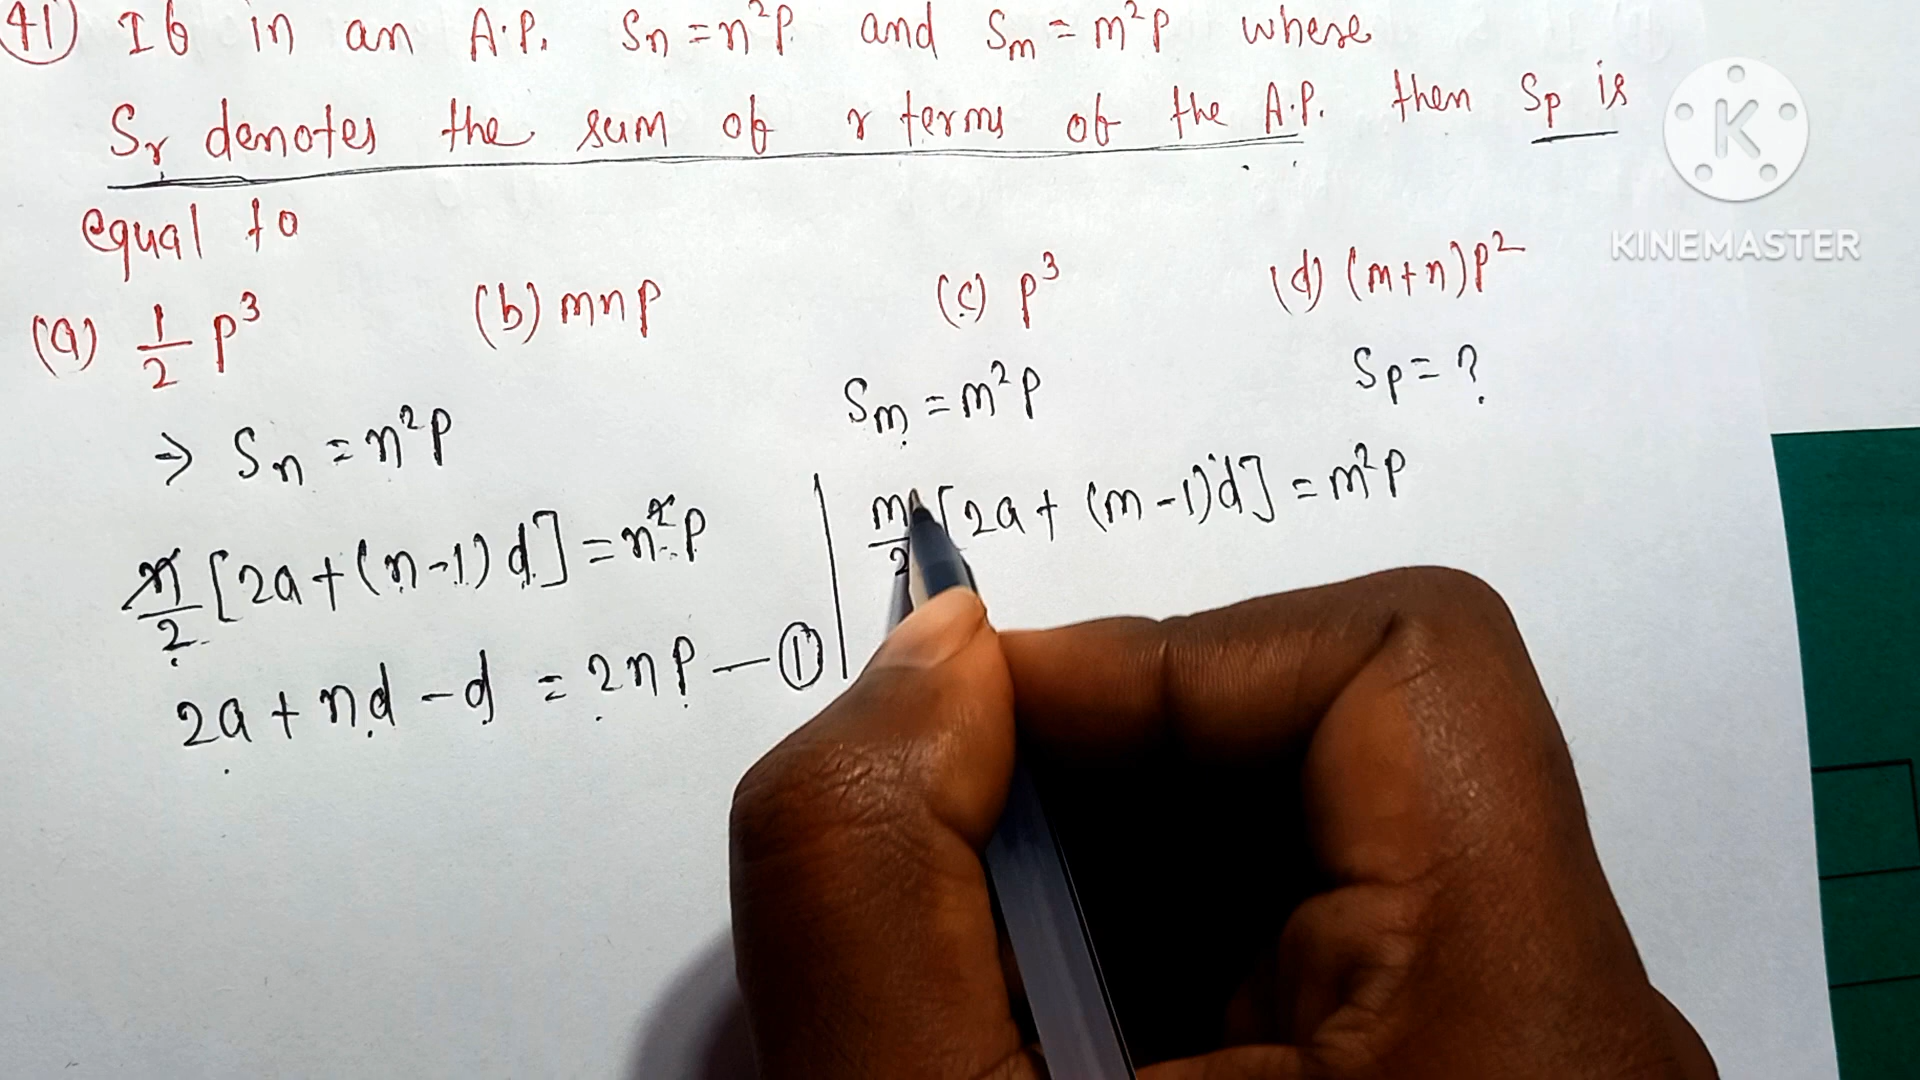 41 If in an A.P. Sn = n²p and Sm = m²p where
Sr denotes the sum of r terms of the A.P. then Sp is
equal to
(a) 1/2 p³ (b) mnp (c) p³ (d) (m+n)p²
⇒ Sn = n²p Sm = m²p Sp = ?
n/2 [2a + (n-1)d] = n²p m/2 [2a + (m-1)d] = m²p
2a + nd - d = 2np — ①
K
KINEMASTER